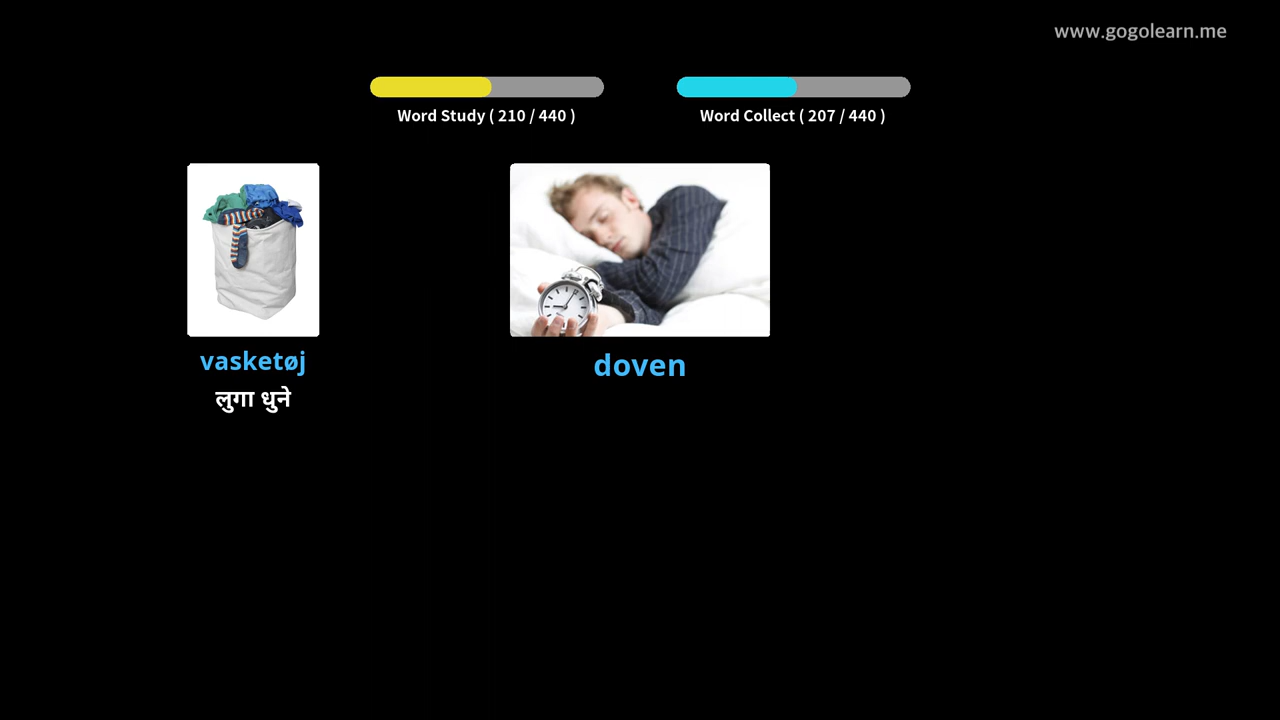 www.gogolearn.me
Word Study ( 210 / 440 )
Word Collect ( 207 / 440 )
vasketøj
लुगा धुने
doven